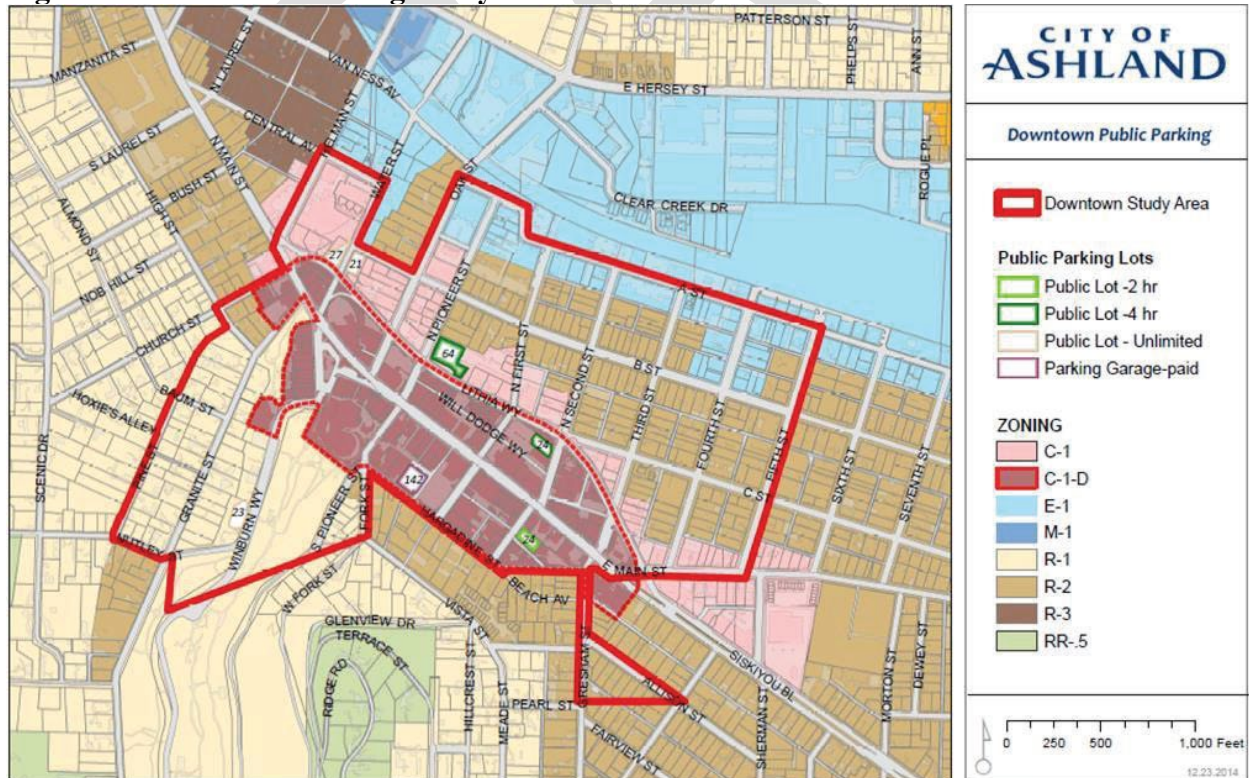 PATTERSON ST
PHELPS ST
ANN ST
MANZANITA ST
N LAUREL ST
VAN NESS AV
E HERSEY ST
HELMAN ST
CENTRAL AV
WATER ST
OAK ST
ROGUE PL
S LAUREL ST
N MAIN ST
BUSH ST
HIGH ST
ALMOND ST
CLEAR CREEK DR
NOB HILL ST
27
21
N PIONEER ST
A ST
CHURCH ST
N FIRST ST
N SECOND ST
B ST
64
LITHIA WY
THIRD ST
WILL DODGE WY
FOURTH ST
BAUM ST
HOXIE'S ALLEY
FIFTH ST
SIXTH ST
SEVENTH ST
SCENIC DR
GRANITE ST
24
C ST
142
23
WINBURN WY
S PIONEER ST
FORK ST
HARGADINE ST
24
NUTLEY ST
E MAIN ST
BEACH AV
W FORK ST
VISTA ST
GLENVIEW DR
TERRACE ST
GRESHAM ST
SISKIYOU BL
DEWEY ST
RIDGE RD
HILLCREST ST
MEADE ST
ALLISON ST
MORTON ST
PEARL ST
SHERMAN ST
FAIRVIEW ST
CITY OF
ASHLAND
Downtown Public Parking
Downtown Study Area
Public Parking Lots
Public Lot -2 hr
Public Lot -4 hr
Public Lot - Unlimited
Parking Garage-paid
ZONING
C-1
C-1-D
E-1
M-1
R-1
R-2
R-3
RR-.5
0 250 500 1,000 Feet
12.23.2014